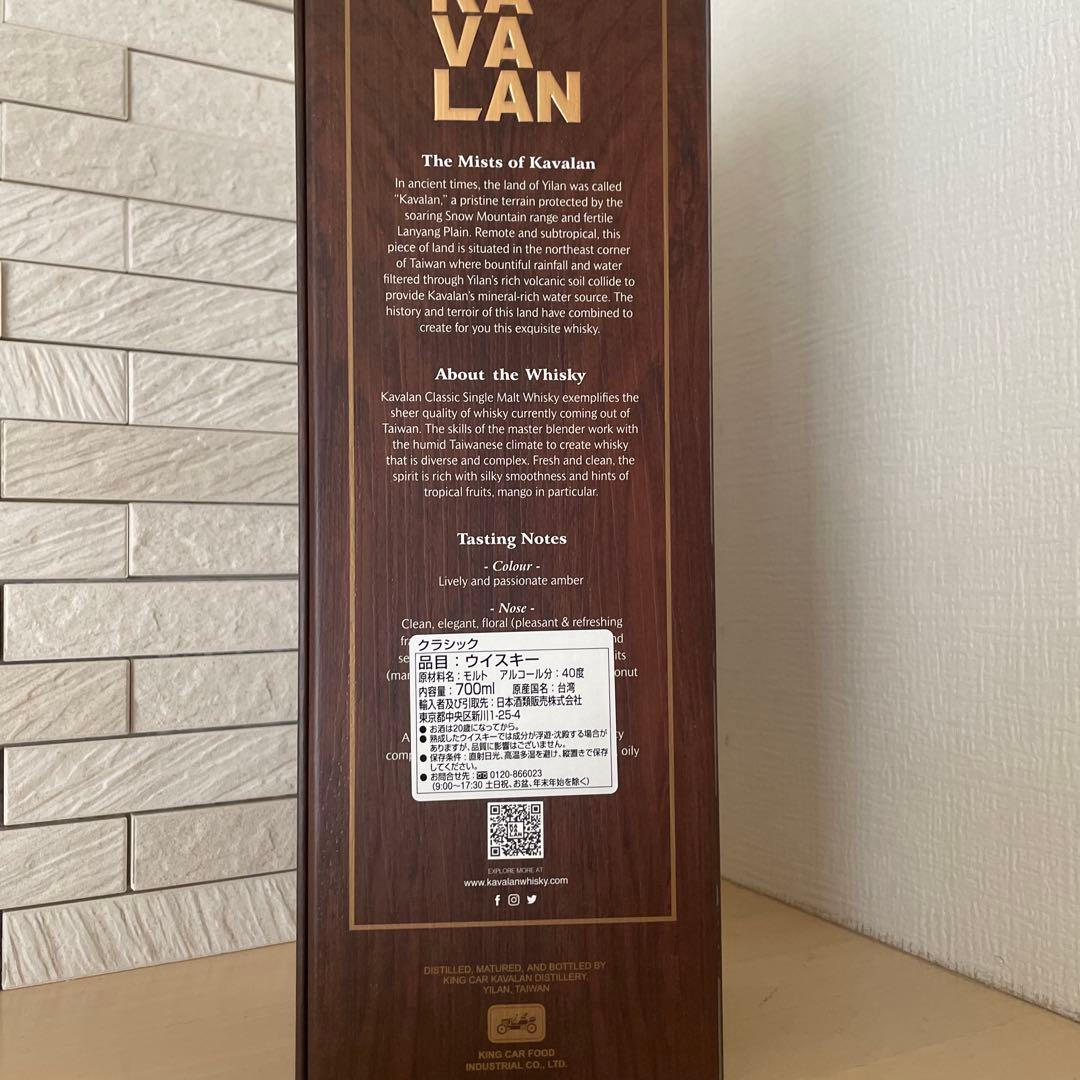 VA
LAN
The Mists of Kavalan
In ancient times, the land of Yilan was called
“Kavalan,” a pristine terrain protected by the
soaring Snow Mountain range and fertile
Lanyang Plain. Remote and subtropical, this
piece of land is situated in the northeast corner
of Taiwan where bountiful rainfall and water
filtered through Yilan's rich volcanic soil collide to
provide Kavalan's mineral-rich water source. The
history and terroir of this land have combined to
create for you this exquisite whisky.
About the Whisky
Kavalan Classic Single Malt Whisky exemplifies the
sheer quality of whisky currently coming out of
Taiwan. The skills of the master blender work with
the humid Taiwanese climate to create whisky
that is diverse and complex. Fresh and clean, the
spirit is rich with silky smoothness and hints of
tropical fruits, mango in particular.
Tasting Notes
- Colour -
Lively and passionate amber
- Nose -
Clean, elegant, floral (pleasant & refreshing
クラシック
品目：ウイスキー
原材料名：モルト アルコール分：40度
内容量：700ml 原産国名：台湾
輸入者及び引取先：日本酒類販売株式会社
東京都中央区新川1-25-4
● お酒は20歳になってから。
● 熟成したウイスキーでは成分が浮遊・沈殿する場合が
ありますが、品質に影響はございません。
● 保存条件：直射日光、高温多湿を避け、縦置きで保存
してください。
● お問合せ先： 0120-866023
(9:00～17:30 土日祝、お盆、年末年始を除く)
oily
EXPLORE MORE AT
www.kavalanwhisky.com
DISTILLED, MATURED, AND BOTTLED BY
KING CAR KAVALAN DISTILLERY,
YILAN, TAIWAN
KING CAR FOOD
INDUSTRIAL CO., LTD.